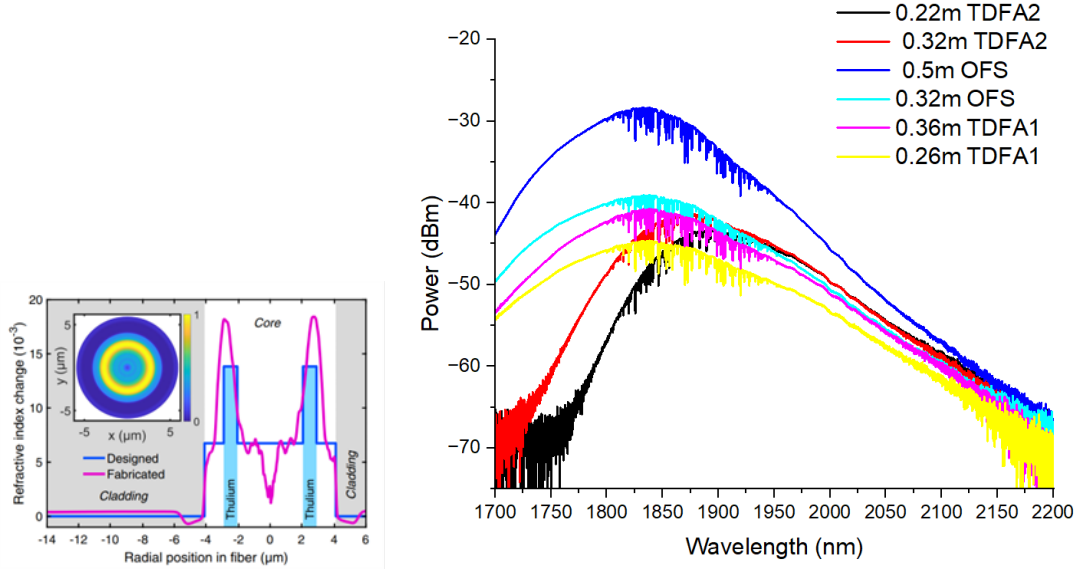 0.22m TDFA2
0.32m TDFA2
0.5m OFS
0.32m OFS
0.36m TDFA1
0.26m TDFA1
−20
−30
−40
−50
−60
−70
Power (dBm)
1700 1750 1800 1850 1900 1950 2000 2050 2100 2150 2200
Wavelength (nm)
20
15
10
5
0
Refractive index change (10⁻³)
Core
5
0
-5
y (μm)
-5 0 5
x (μm)
1
0
Designed
Fabricated
Cladding
Thulium
Thulium
Cladding
-14 -12 -10 -8 -6 -4 -2 0 2 4 6
Radial position in fiber (μm)